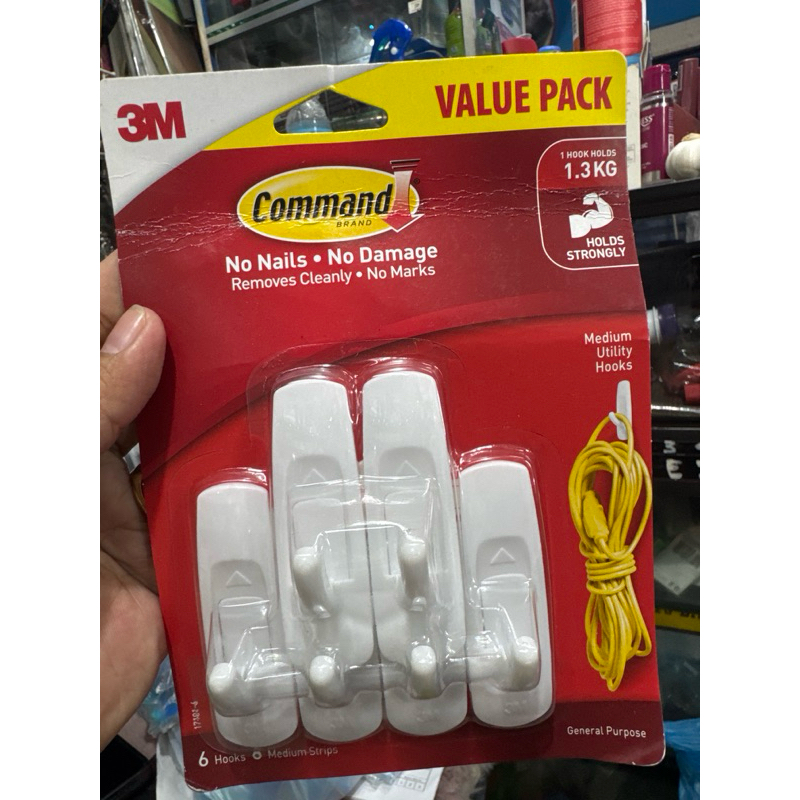 3M
VALUE PACK
1 HOOK HOLDS
1.3KG
Command
BRAND
HOLDS
STRONGLY
No Nails • No Damage
Removes Cleanly • No Marks
Medium
Utility
Hooks
General Purpose
6 Hooks 6 Medium Strips